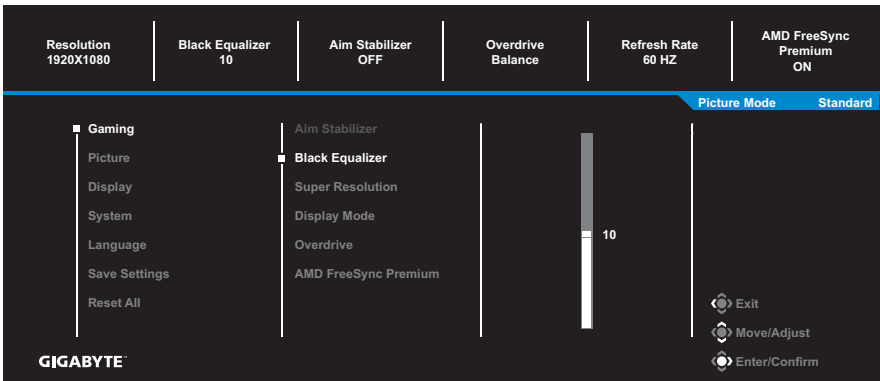 Resolution
1920X1080
Black Equalizer
10
Aim Stabilizer
OFF
Overdrive
Balance
Refresh Rate
60 HZ
AMD FreeSync
Premium
ON
Picture Mode Standard
Gaming
Picture
Display
System
Language
Save Settings
Reset All
Aim Stabilizer
Black Equalizer
Super Resolution
Display Mode
Overdrive
AMD FreeSync Premium
10
Exit
Move/Adjust
Enter/Confirm
GIGABYTE™